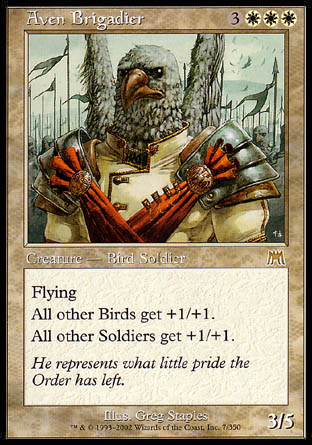 Aven Brigadier 3
Creature — Bird Soldier
Flying
All other Birds get +1/+1.
All other Soldiers get +1/+1.
He represents what little pride the
Order has left.
Illus. Greg Staples
™ & © 1993–2002 Wizards of the Coast, Inc. 7/350
3/5